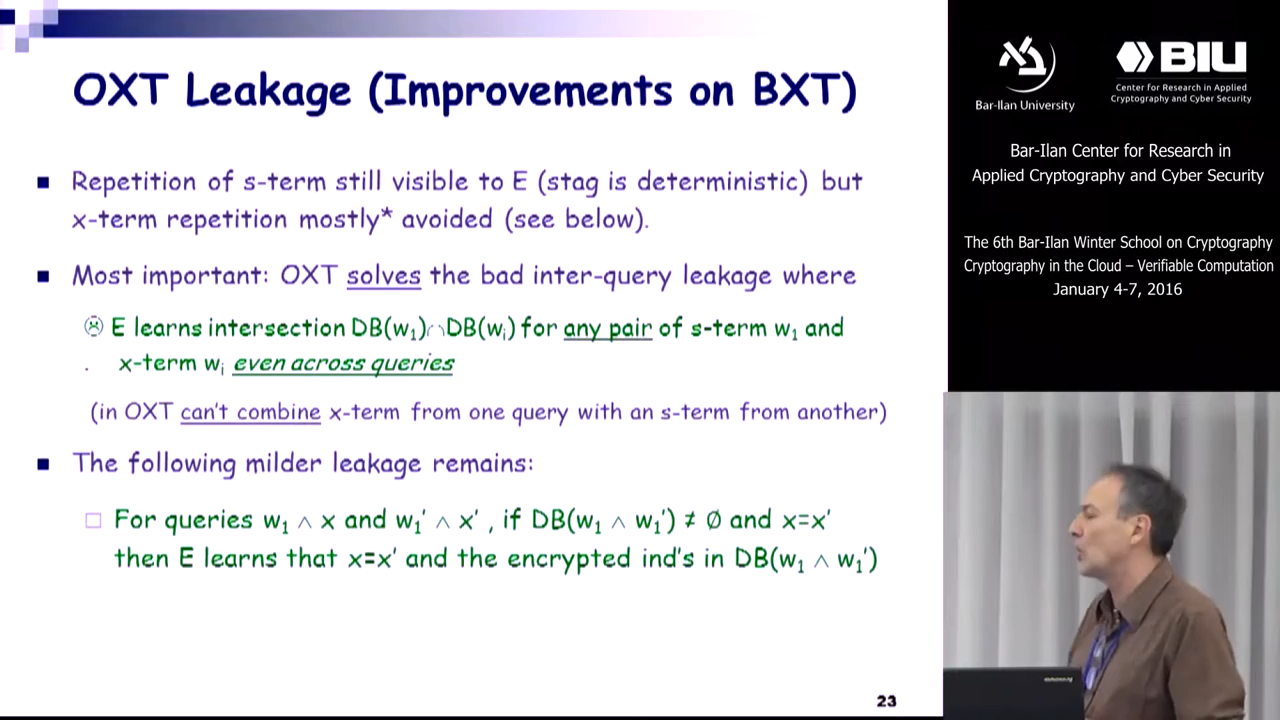 OXT Leakage (Improvements on BXT)
Repetition of s-term still visible to E (stag is deterministic) but
x-term repetition mostly* avoided (see below).
Most important: OXT solves the bad inter-query leakage where
☹ E learns intersection DB(w₁)∩DB(wᵢ) for any pair of s-term w₁ and
. x-term wᵢ even across queries
(in OXT can't combine x-term from one query with an s-term from another)
The following milder leakage remains:
For queries w₁ ∧ x and w₁' ∧ x' , if DB(w₁ ∧ w₁') ≠ ∅ and x=x'
then E learns that x=x' and the encrypted ind's in DB(w₁ ∧ w₁')
23
Bar-Ilan University
BIU
Center for Research in Applied
Cryptography and Cyber Security
Bar-Ilan Center for Research in
Applied Cryptography and Cyber Security
The 6th Bar-Ilan Winter School on Cryptography
Cryptography in the Cloud – Verifiable Computation
January 4-7, 2016